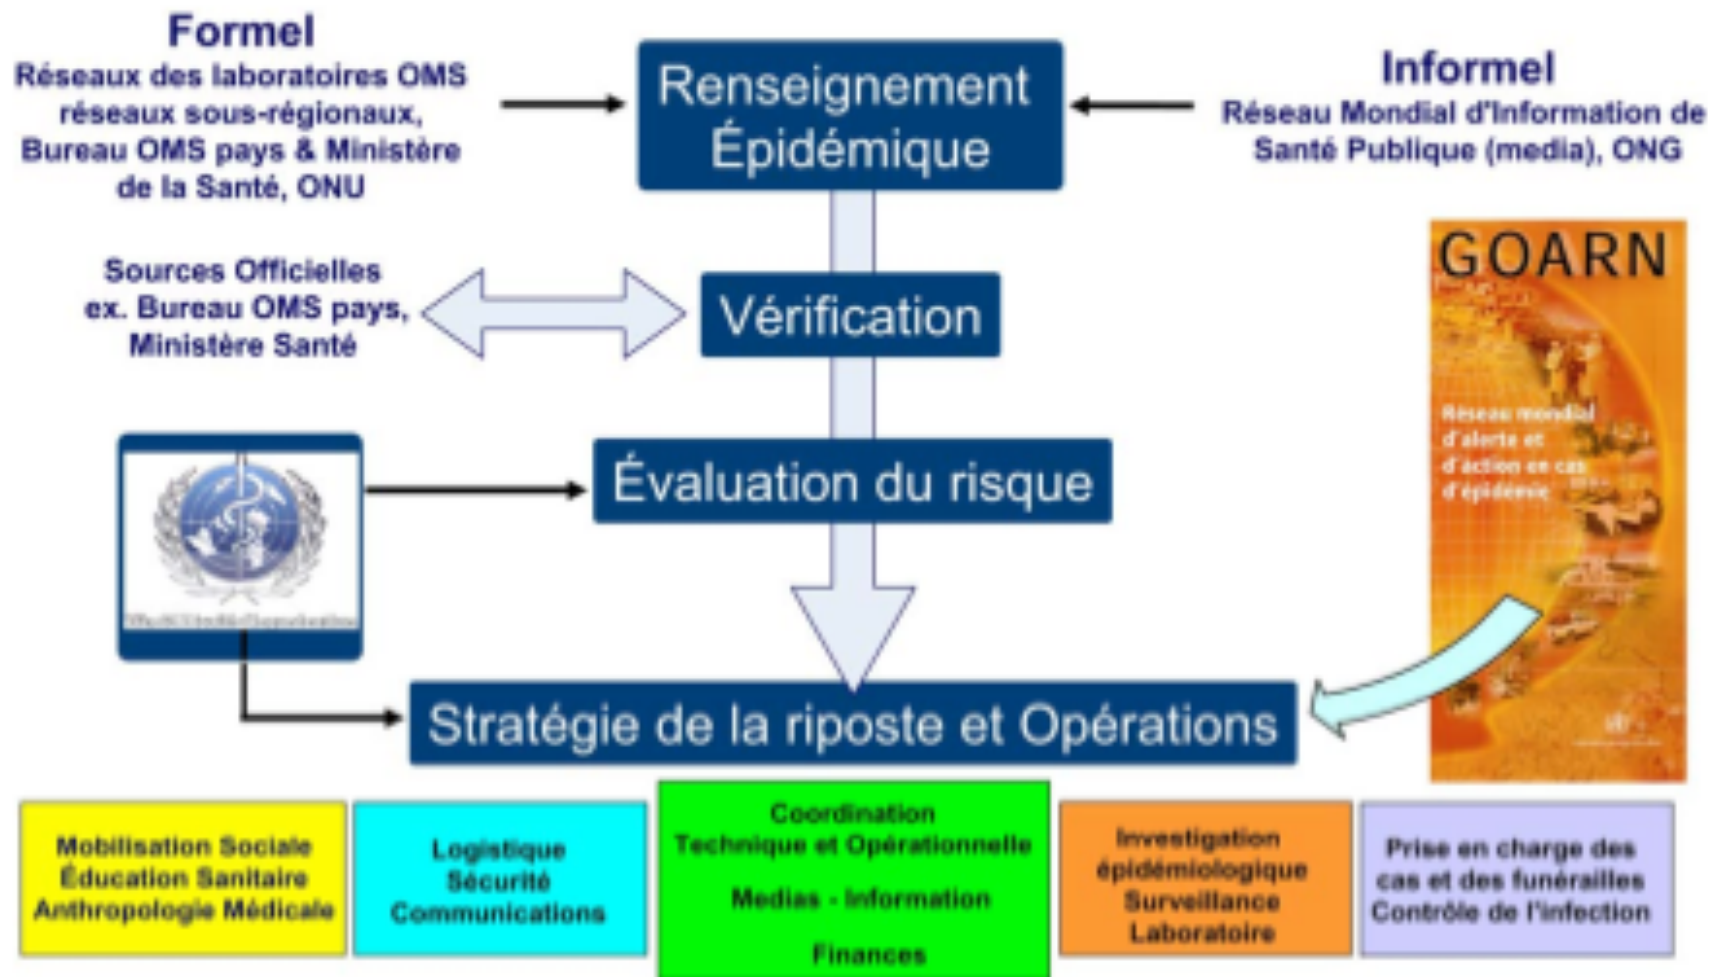 Formel
Réseaux des laboratoires OMS
réseaux sous-régionaux,
Bureau OMS pays & Ministère
de la Santé, ONU
Renseignement
Épidémique
Informel
Réseau Mondial d'Information de
Santé Publique (media), ONG
Sources Officielles
ex. Bureau OMS pays,
Ministère Santé
Vérification
GOARN
Réseau mondial
d'alerte et
d'action en cas
d'épidémie
Évaluation du risque
Stratégie de la riposte et Opérations
Mobilisation Sociale
Éducation Sanitaire
Anthropologie Médicale
Logistique
Sécurité
Communications
Coordination
Technique et Opérationnelle
Medias - Information
Finances
Investigation
épidémiologique
Surveillance
Laboratoire
Prise en charge des
cas et des funérailles
Contrôle de l'infection